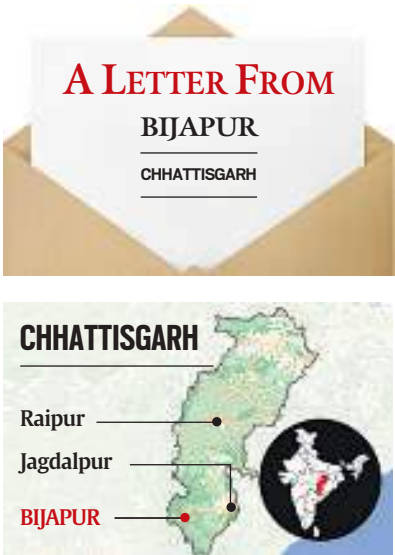 A LETTER FROM
BIJAPUR
CHHATTISGARH
CHHATTISGARH
Raipur
Jagdalpur
BIJAPUR